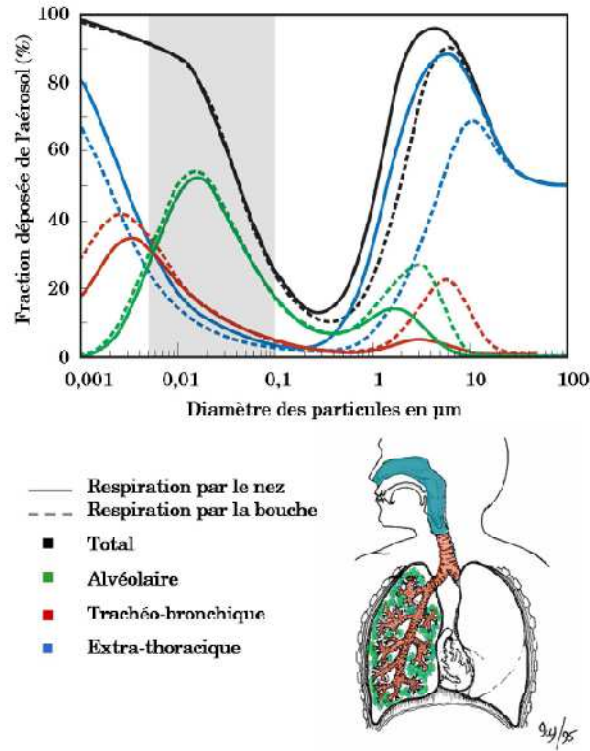 Fraction déposée de l'aérosol (%)
100
80
60
40
20
0
0,001
0,01
0,1
1
10
100
Diamètre des particules en µm
Respiration par le nez
Respiration par la bouche
Total
Alvéolaire
Trachéo-bronchique
Extra-thoracique